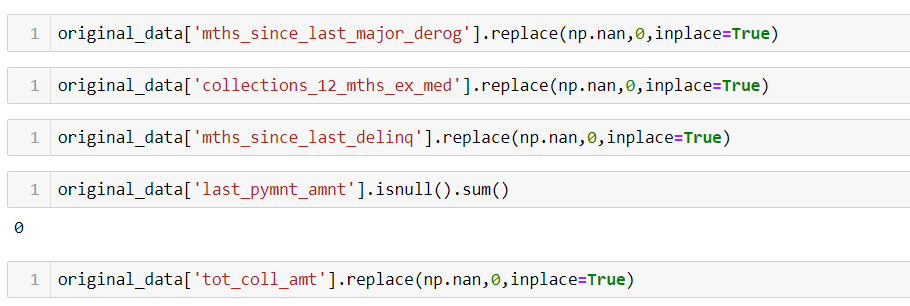 1 original_data['mths_since_last_major_derog'].replace(np.nan,0,inplace=True)
1 original_data['collections_12_mths_ex_med'].replace(np.nan,0,inplace=True)
1 original_data['mths_since_last_delinq'].replace(np.nan,0,inplace=True)
1 original_data['last_pymnt_amnt'].isnull().sum()
0
1 original_data['tot_coll_amt'].replace(np.nan,0,inplace=True)